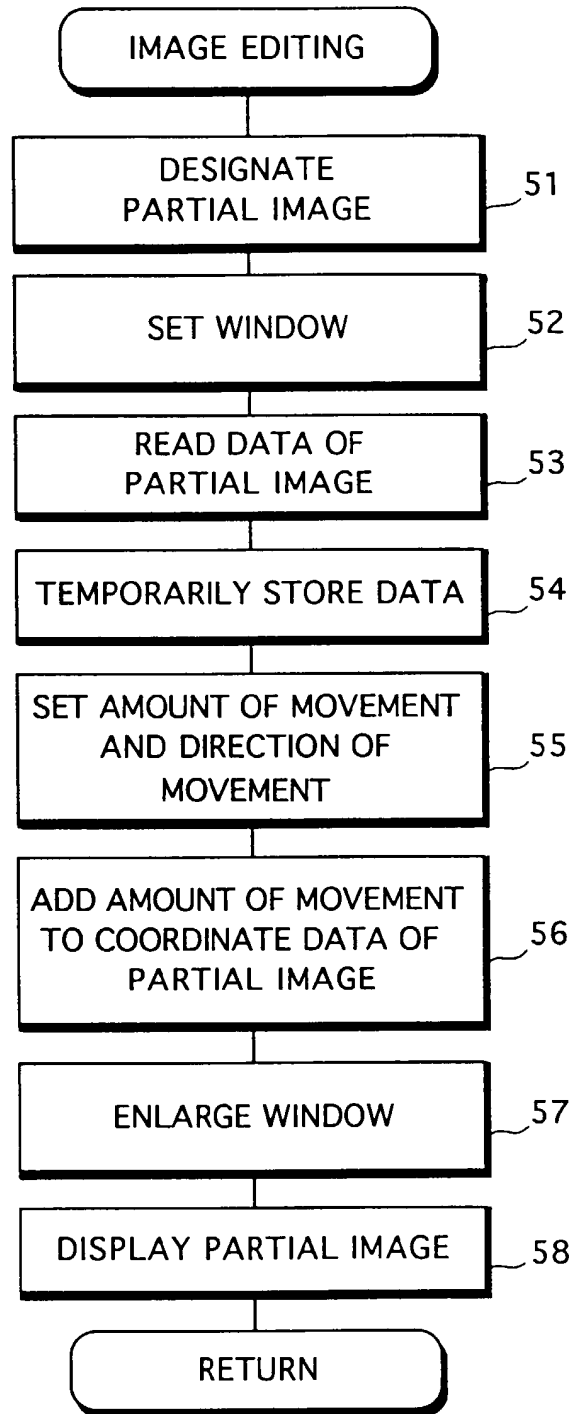 IMAGE EDITING
DESIGNATE
PARTIAL IMAGE
51
SET WINDOW
52
READ DATA OF
PARTIAL IMAGE
53
TEMPORARILY STORE DATA
54
SET AMOUNT OF MOVEMENT
AND DIRECTION OF
MOVEMENT
55
ADD AMOUNT OF MOVEMENT
TO COORDINATE DATA OF
PARTIAL IMAGE
56
ENLARGE WINDOW
57
DISPLAY PARTIAL IMAGE
58
RETURN